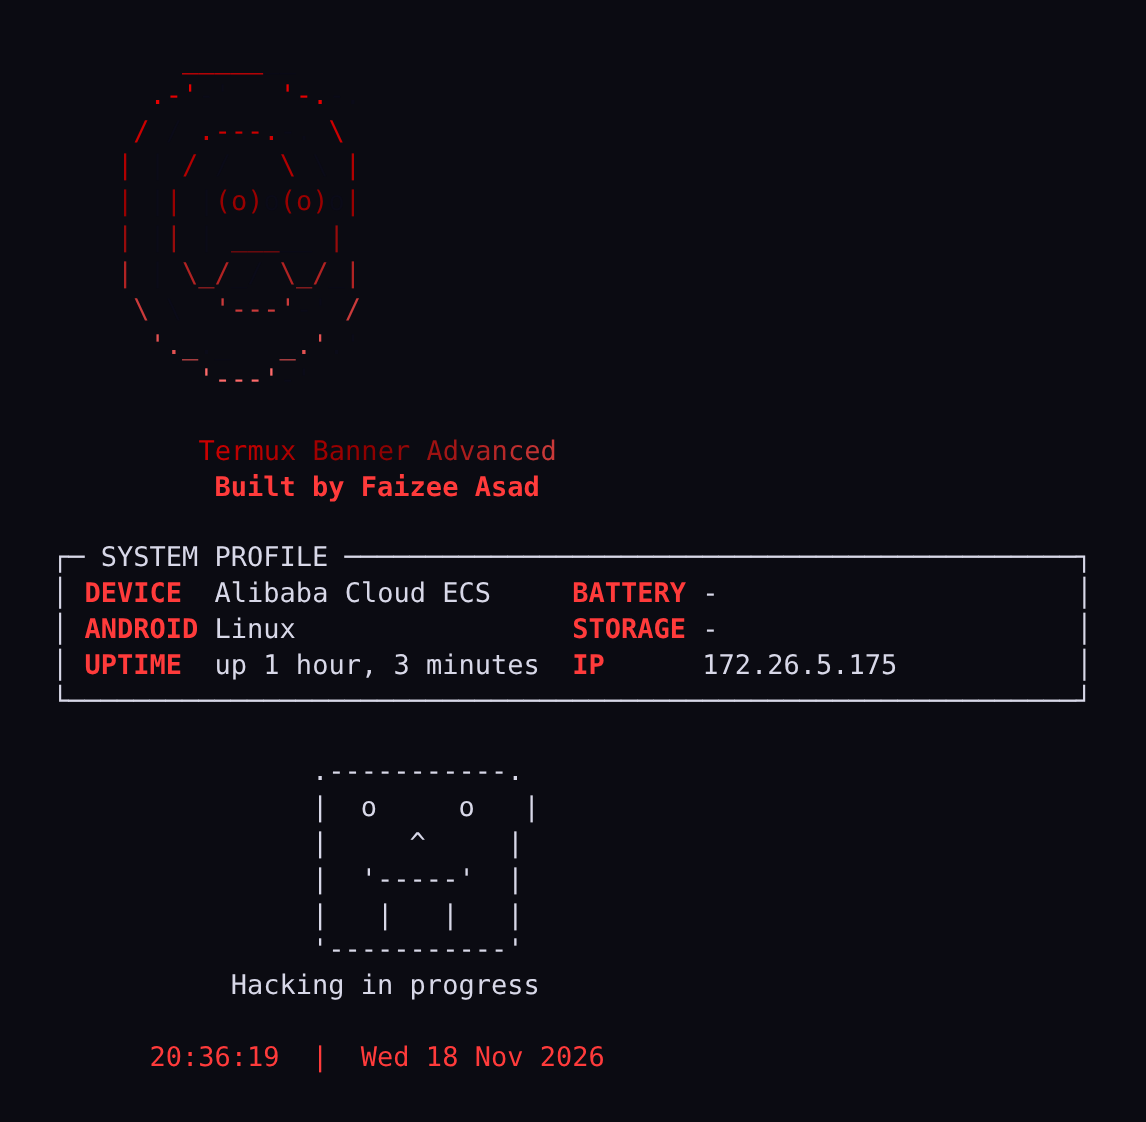 Termux Banner Advanced
Built by Faizee Asad
SYSTEM PROFILE
DEVICE Alibaba Cloud ECS BATTERY -
ANDROID Linux STORAGE -
UPTIME up 1 hour, 3 minutes IP 172.26.5.175
Hacking in progress
20:36:19 | Wed 18 Nov 2026